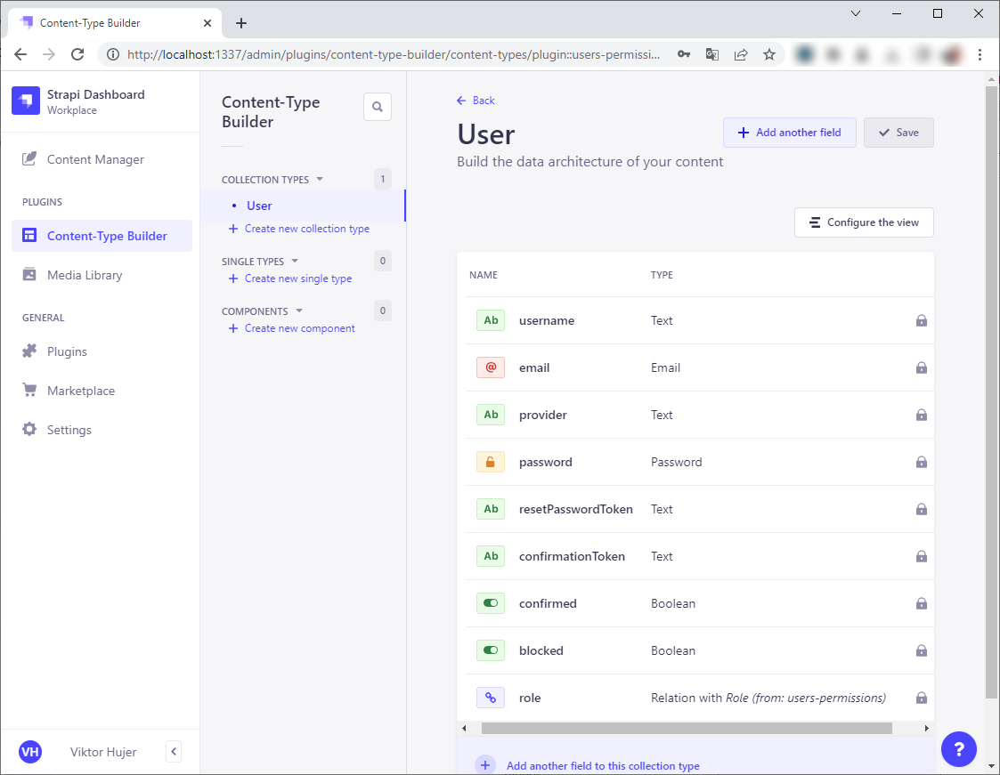 Content-Type Builder
http://localhost:1337/admin/plugins/content-type-builder/content-types/plugin::users-permissi...
Strapi Dashboard
Workplace
Content Manager
PLUGINS
Content-Type Builder
Media Library
GENERAL
Plugins
Marketplace
Settings
VH
Viktor Hujer
Content-Type
Builder
COLLECTION TYPES 1
User
Create new collection type
SINGLE TYPES 0
Create new single type
COMPONENTS 0
Create new component
Back
User
Build the data architecture of your content
Add another field
Save
Configure the view
NAME TYPE
Ab username Text
@ email Email
Ab provider Text
password Password
Ab resetPasswordToken Text
Ab confirmationToken Text
confirmed Boolean
blocked Boolean
role Relation with Role (from: users-permissions)
Add another field to this collection type
?